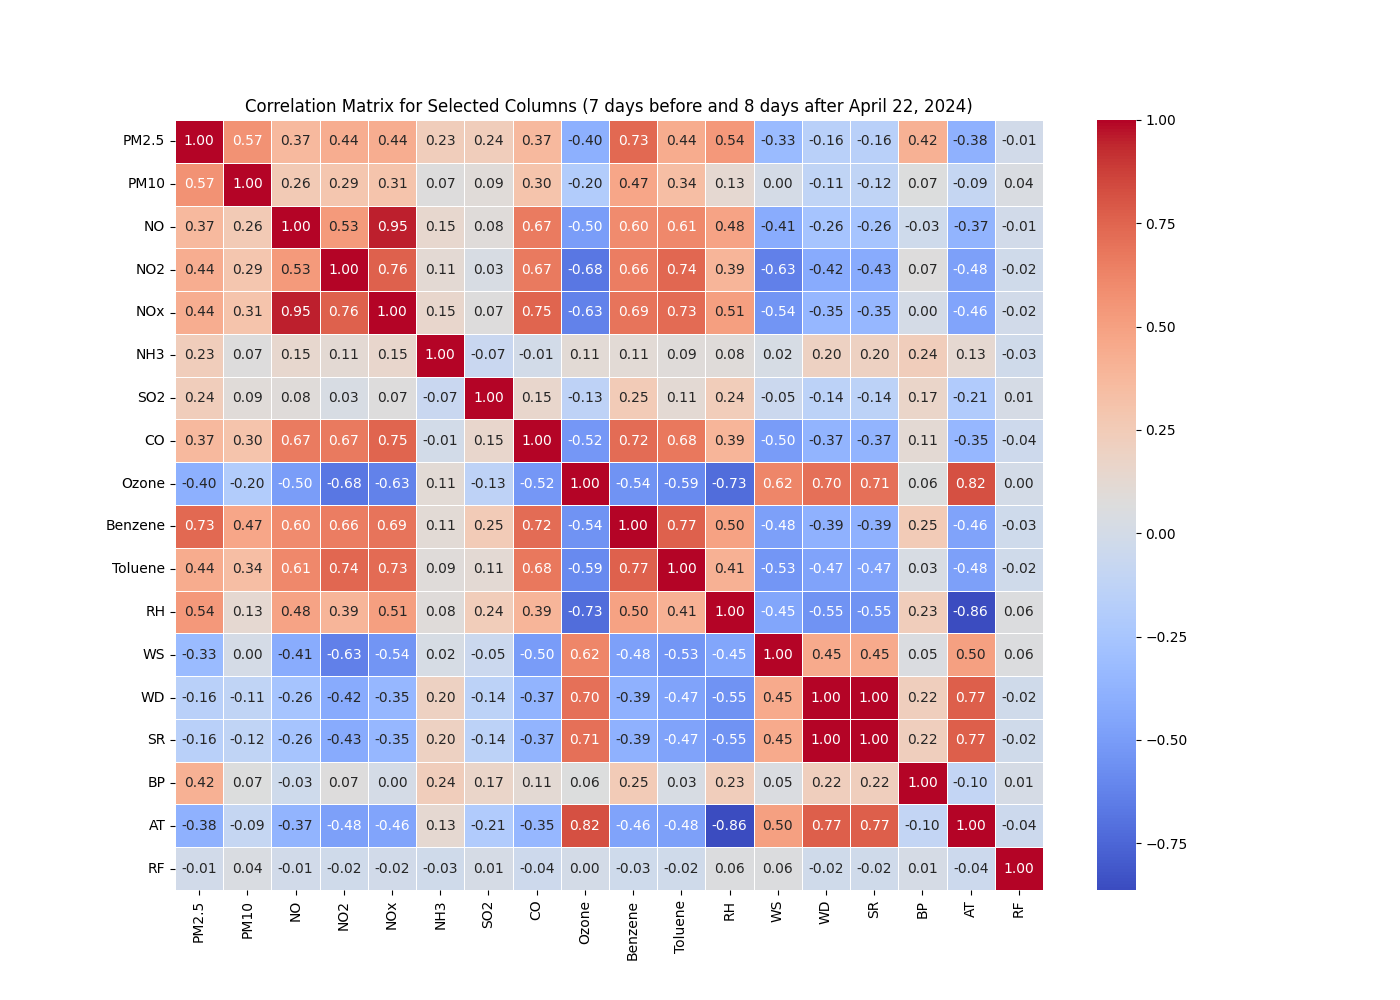 Correlation Matrix for Selected Columns (7 days before and 8 days after April 22, 2024)
PM2.5 1.00 0.57 0.37 0.44 0.44 0.23 0.24 0.37 -0.40 0.73 0.44 0.54 -0.33 -0.16 -0.16 0.42 -0.38 -0.01
PM10 0.57 1.00 0.26 0.29 0.31 0.07 0.09 0.30 -0.20 0.47 0.34 0.13 0.00 -0.11 -0.12 0.07 -0.09 0.04
NO 0.37 0.26 1.00 0.53 0.95 0.15 0.08 0.67 -0.50 0.60 0.61 0.48 -0.41 -0.26 -0.26 -0.03 -0.37 -0.01
NO2 0.44 0.29 0.53 1.00 0.76 0.11 0.03 0.67 -0.68 0.66 0.74 0.39 -0.63 -0.42 -0.43 0.07 -0.48 -0.02
NOx 0.44 0.31 0.95 0.76 1.00 0.15 0.07 0.75 -0.63 0.69 0.73 0.51 -0.54 -0.35 -0.35 0.00 -0.46 -0.02
NH3 0.23 0.07 0.15 0.11 0.15 1.00 -0.07 -0.01 0.11 0.11 0.09 0.08 0.02 0.20 0.20 0.24 0.13 -0.03
SO2 0.24 0.09 0.08 0.03 0.07 -0.07 1.00 0.15 -0.13 0.25 0.11 0.24 -0.05 -0.14 -0.14 0.17 -0.21 0.01
CO 0.37 0.30 0.67 0.67 0.75 -0.01 0.15 1.00 -0.52 0.72 0.68 0.39 -0.50 -0.37 -0.37 0.11 -0.35 -0.04
Ozone -0.40 -0.20 -0.50 -0.68 -0.63 0.11 -0.13 -0.52 1.00 -0.54 -0.59 -0.73 0.62 0.70 0.71 0.06 0.82 0.00
Benzene 0.73 0.47 0.60 0.66 0.69 0.11 0.25 0.72 -0.54 1.00 0.77 0.50 -0.48 -0.39 -0.39 0.25 -0.46 -0.03
Toluene 0.44 0.34 0.61 0.74 0.73 0.09 0.11 0.68 -0.59 0.77 1.00 0.41 -0.53 -0.47 -0.47 0.03 -0.48 -0.02
RH 0.54 0.13 0.48 0.39 0.51 0.08 0.24 0.39 -0.73 0.50 0.41 1.00 -0.45 -0.55 -0.55 0.23 -0.86 0.06
WS -0.33 0.00 -0.41 -0.63 -0.54 0.02 -0.05 -0.50 0.62 -0.48 -0.53 -0.45 1.00 0.45 0.45 0.05 0.50 0.06
WD -0.16 -0.11 -0.26 -0.42 -0.35 0.20 -0.14 -0.37 0.70 -0.39 -0.47 -0.55 0.45 1.00 1.00 0.22 0.77 -0.02
SR -0.16 -0.12 -0.26 -0.43 -0.35 0.20 -0.14 -0.37 0.71 -0.39 -0.47 -0.55 0.45 1.00 1.00 0.22 0.77 -0.02
BP 0.42 0.07 -0.03 0.07 0.00 0.24 0.17 0.11 0.06 0.25 0.03 0.23 0.05 0.22 0.22 1.00 -0.10 0.01
AT -0.38 -0.09 -0.37 -0.48 -0.46 0.13 -0.21 -0.35 0.82 -0.46 -0.48 -0.86 0.50 0.77 0.77 -0.10 1.00 -0.04
RF -0.01 0.04 -0.01 -0.02 -0.02 -0.03 0.01 -0.04 0.00 -0.03 -0.02 0.06 0.06 -0.02 -0.02 0.01 -0.04 1.00
PM2.5 PM10 NO NO2 NOx NH3 SO2 CO Ozone Benzene Toluene RH WS WD SR BP AT RF
1.00
0.75
0.50
0.25
0.00
−0.25
−0.50
−0.75